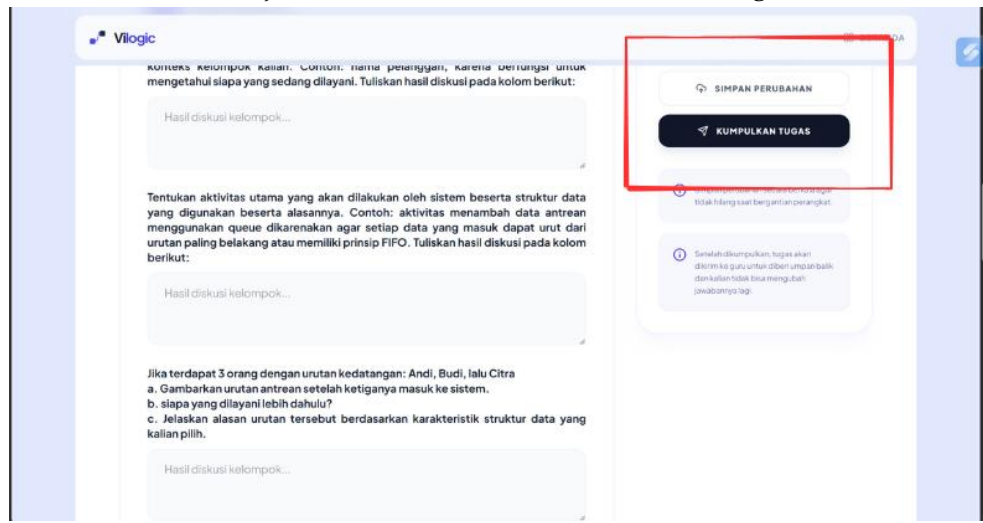 Vilogic
konteks kelompok kalian. Contoh: nama pelanggan, karena berfungsi untuk
mengetahui siapa yang sedang dilayani. Tuliskan hasil diskusi pada kolom berikut:
Hasil diskusi kelompok...
Tentukan aktivitas utama yang akan dilakukan oleh sistem beserta struktur data
yang digunakan beserta alasannya. Contoh: aktivitas menambah data antrean
menggunakan queue dikarenakan agar setiap data yang masuk dapat urut dari
urutan paling belakang atau memiliki prinsip FIFO. Tuliskan hasil diskusi pada kolom
berikut:
Hasil diskusi kelompok...
Jika terdapat 3 orang dengan urutan kedatangan: Andi, Budi, lalu Citra
a. Gambarkan urutan antrean setelah ketiganya masuk ke sistem.
b. siapa yang dilayani lebih dahulu?
c. Jelaskan alasan urutan tersebut berdasarkan karakteristik struktur data yang
kalian pilih.
Hasil diskusi kelompok...
SIMPAN PERUBAHAN
KUMPULKAN TUGAS
tidak hilang saat bergantian perangkat.
Setelah dikumpulkan, tugas akan
dikirim ke guru untuk diberi umpan balik
dan kalian tidak bisa mengubah
jawabannya lagi.